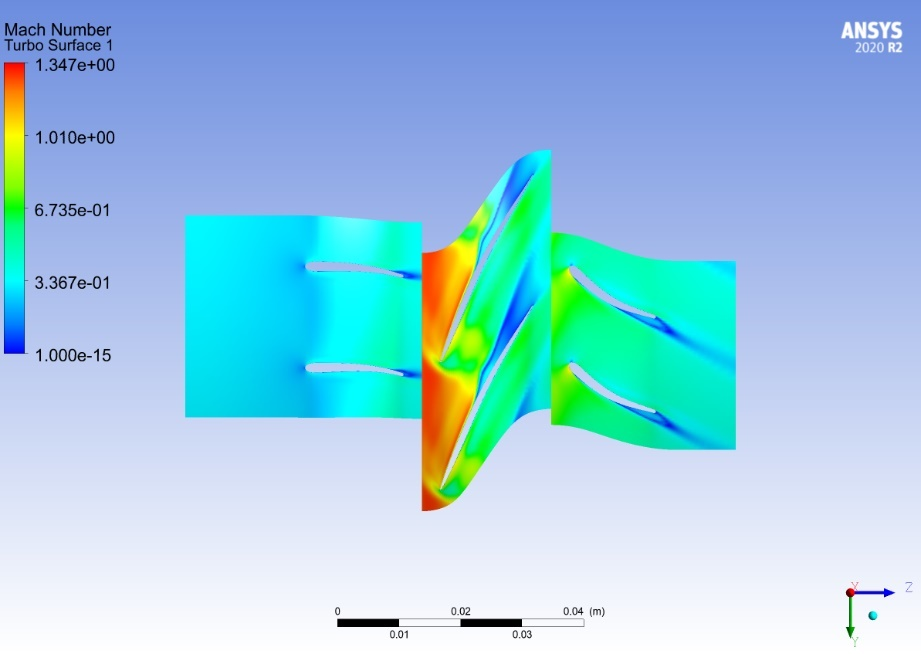 Mach Number
Turbo Surface 1
1.347e+00
1.010e+00
6.735e-01
3.367e-01
1.000e-15
ANSYS
2020 R2
0
0.02
0.04 (m)
0.01
0.03
X
Z
Y